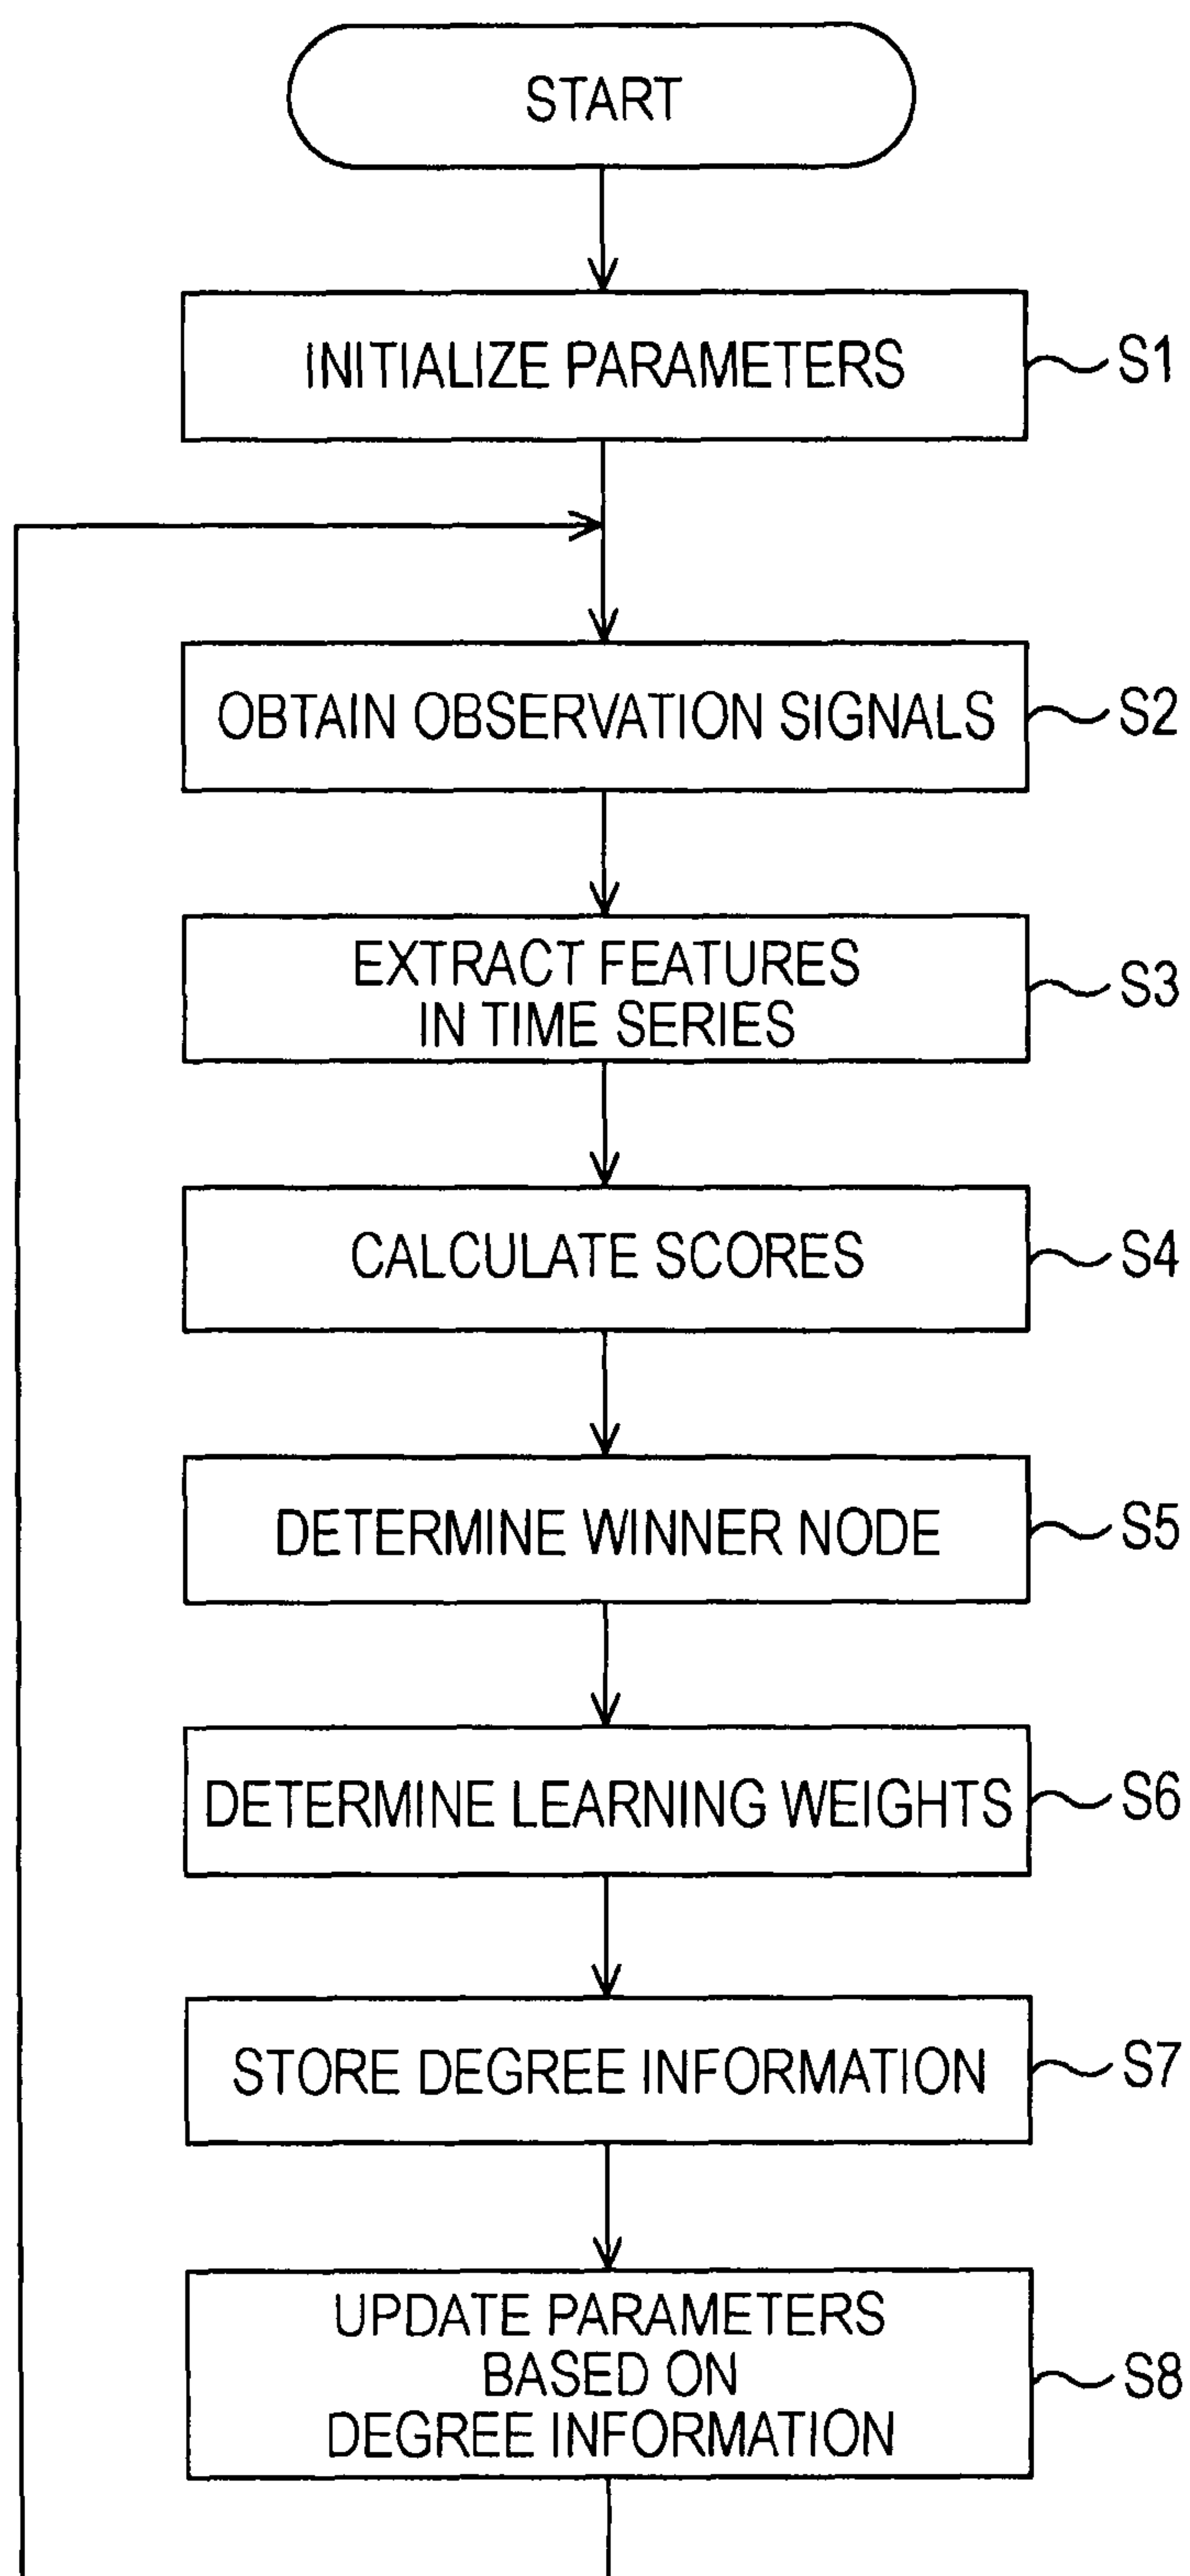 START
INITIALIZE PARAMETERS
S1
OBTAIN OBSERVATION SIGNALS
S2
EXTRACT FEATURES
IN TIME SERIES
S3
CALCULATE SCORES
S4
DETERMINE WINNER NODE
S5
DETERMINE LEARNING WEIGHTS
S6
STORE DEGREE INFORMATION
S7
UPDATE PARAMETERS
BASED ON
DEGREE INFORMATION
S8